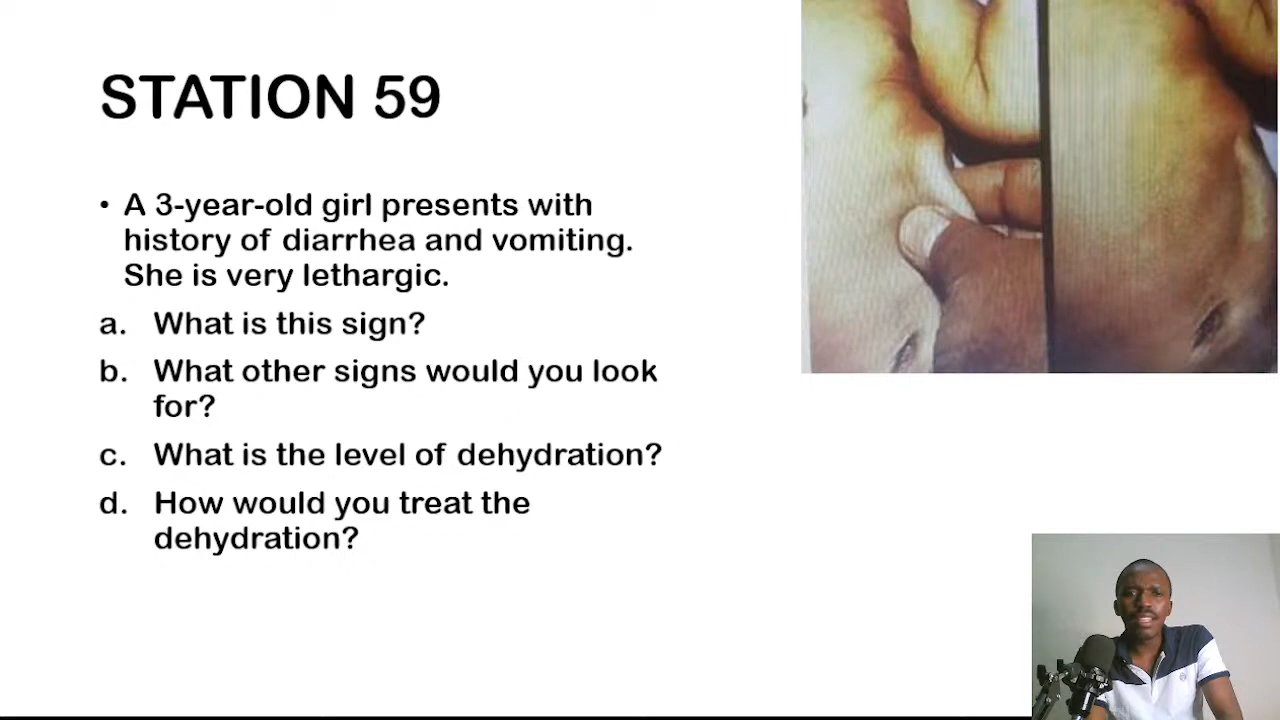 STATION 59
• A 3-year-old girl presents with
history of diarrhea and vomiting.
She is very lethargic.
a. What is this sign?
b. What other signs would you look
for?
c. What is the level of dehydration?
d. How would you treat the
dehydration?